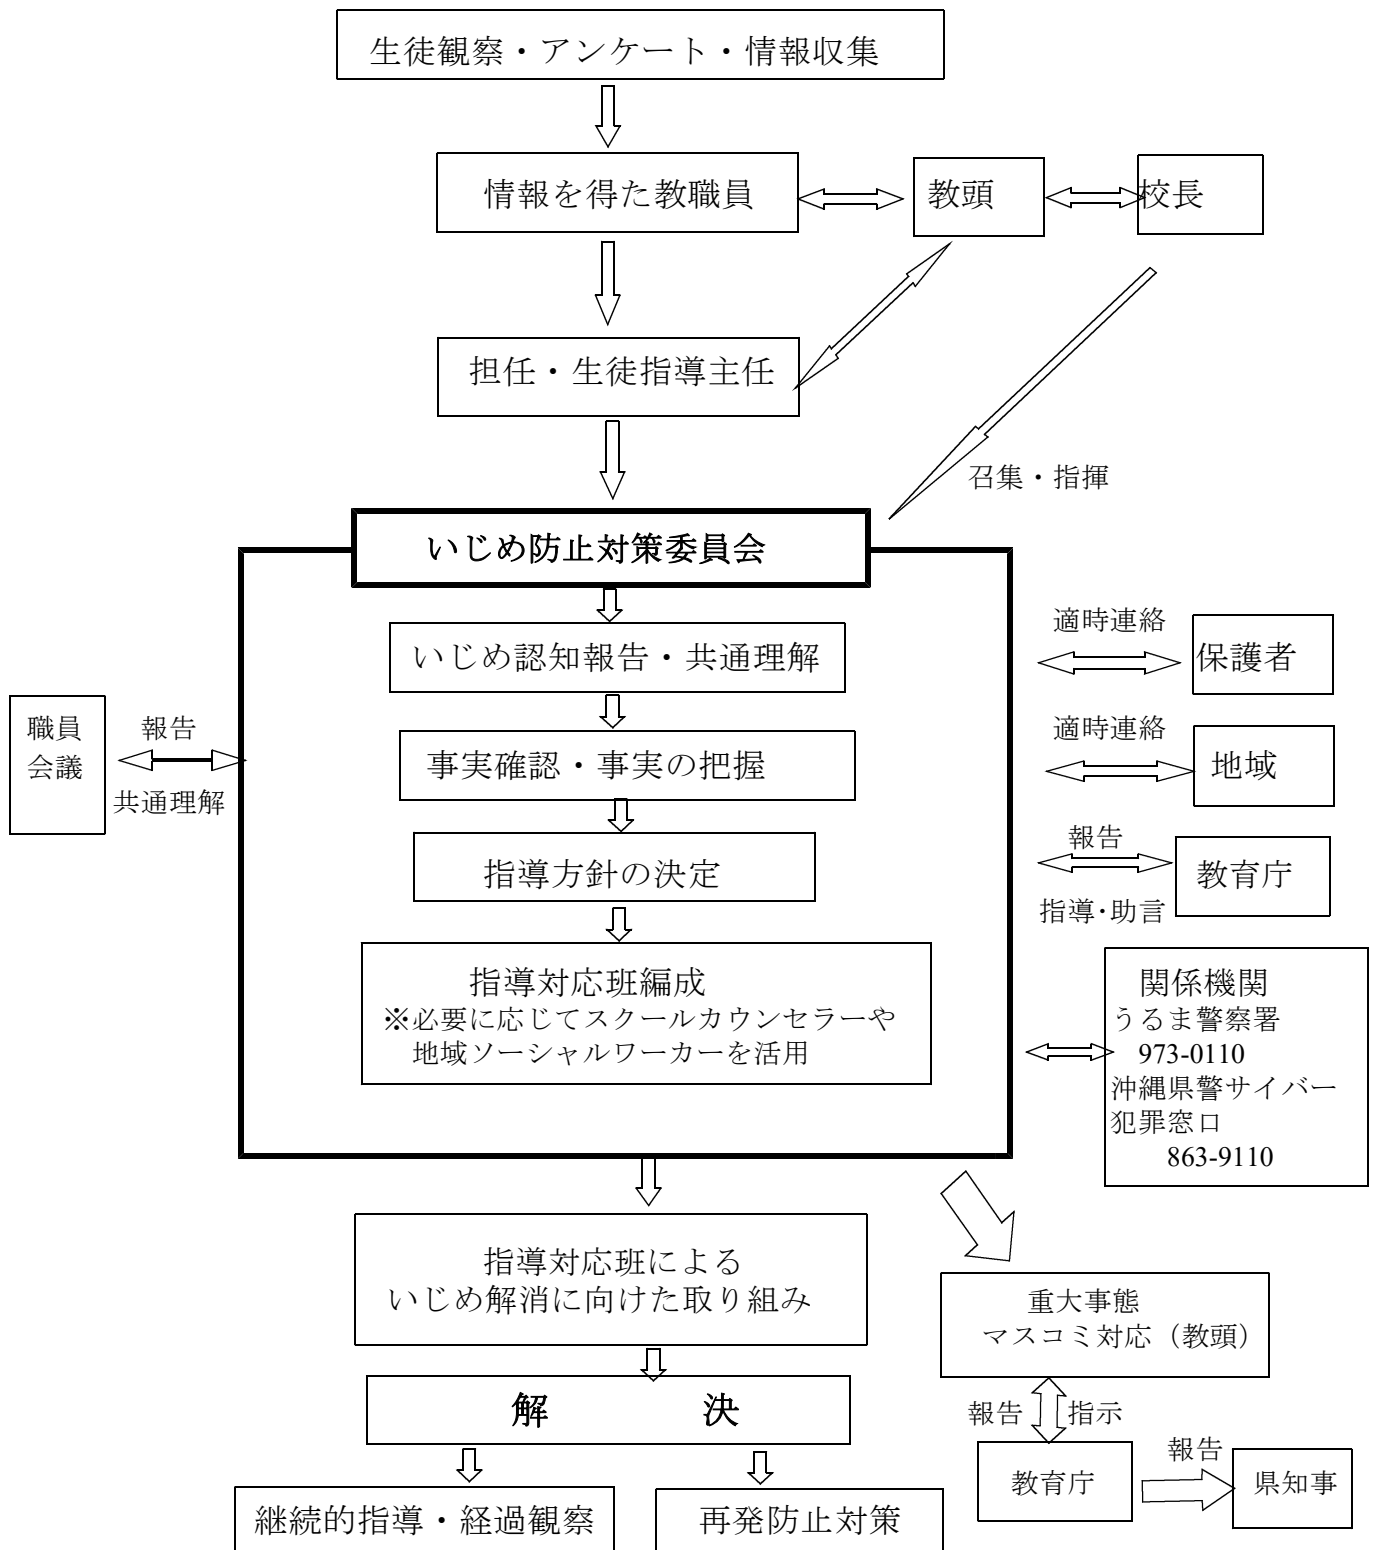 生徒観察・アンケート・情報収集
情報を得た教職員
教頭
校長
担任・生徒指導主任
召集・指揮
いじめ防止対策委員会
いじめ認知報告・共通理解
事実確認・事実の把握
指導方針の決定
指導対応班編成
※必要に応じてスクールカウンセラーや
地域ソーシャルワーカーを活用
職員
会議
報告
共通理解
適時連絡
保護者
適時連絡
地域
報告
教育庁
指導・助言
関係機関
うるま警察署
973-0110
沖縄県警サイバー
犯罪窓口
863-9110
指導対応班による
いじめ解消に向けた取り組み
解　　決
継続的指導・経過観察
再発防止対策
重大事態
マスコミ対応（教頭）
報告
指示
教育庁
報告
県知事